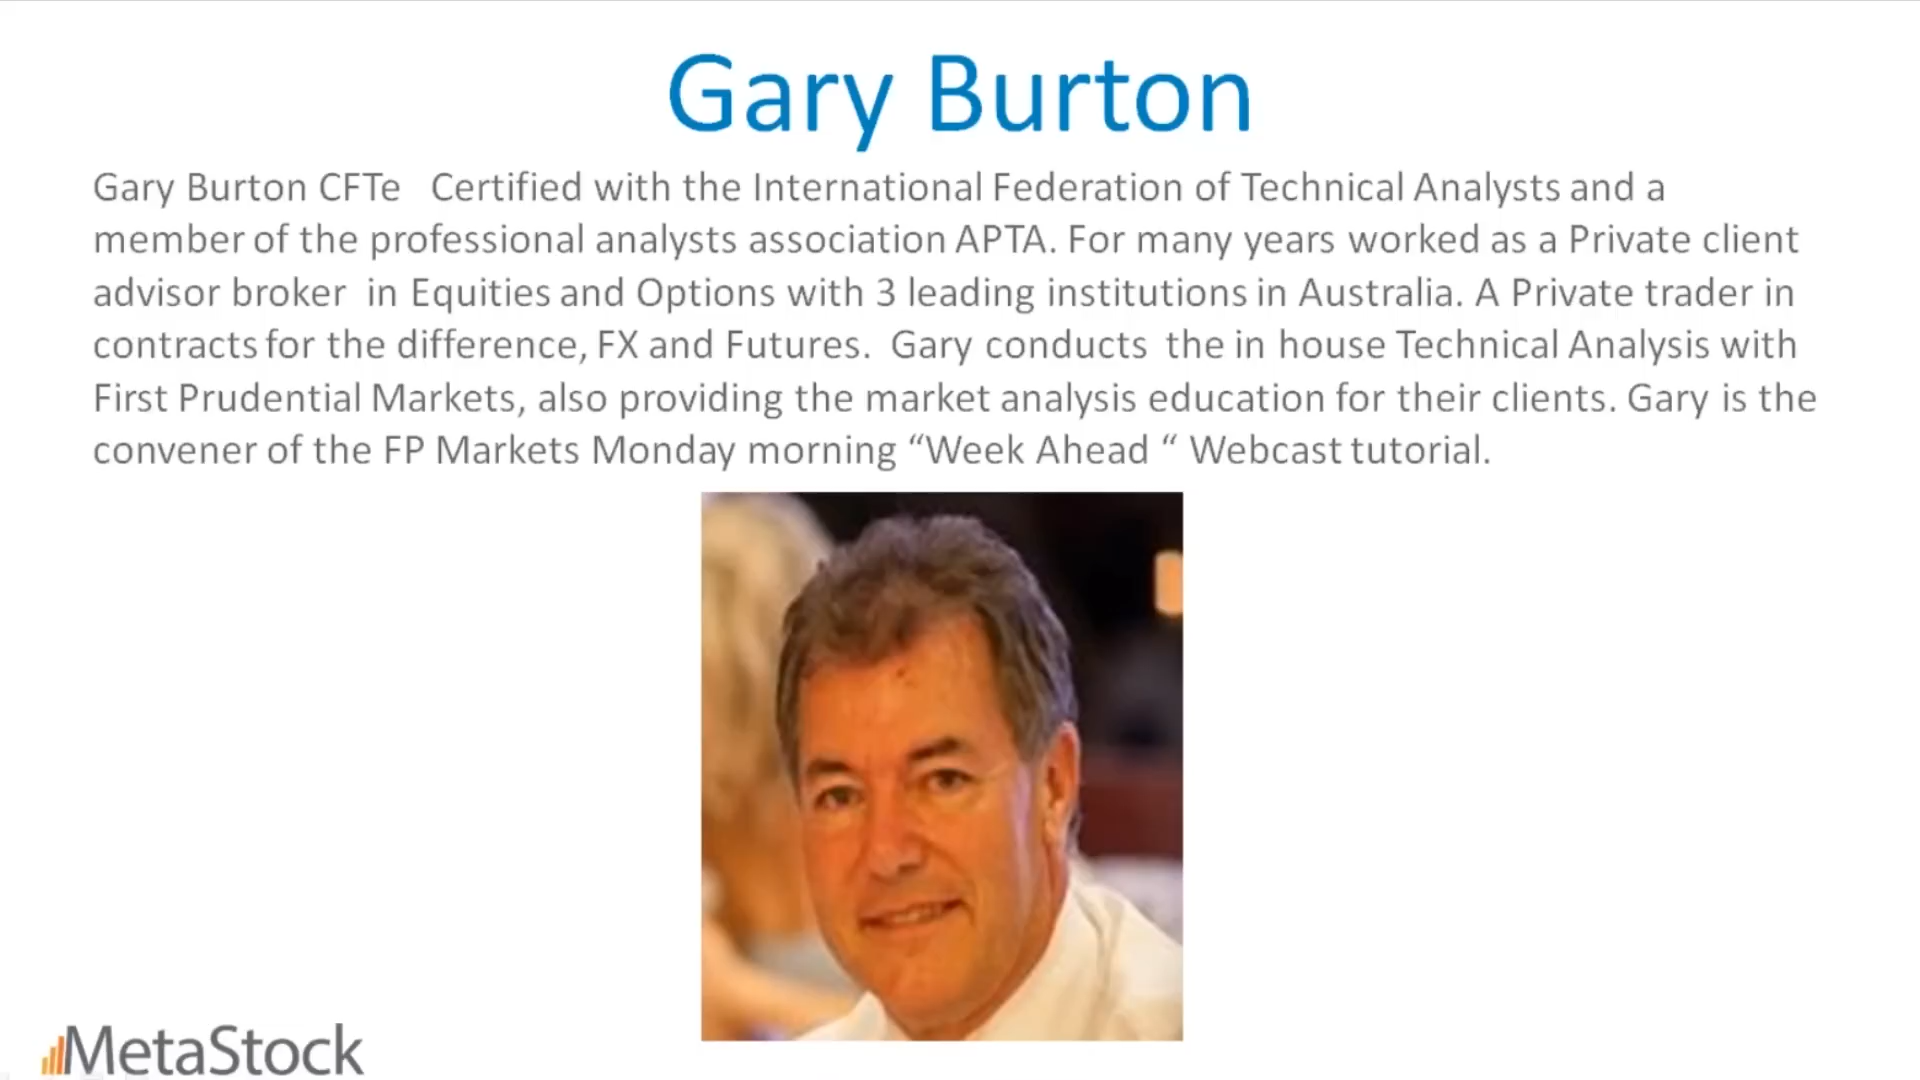 Gary Burton
Gary Burton CFTe   Certified with the International Federation of Technical Analysts and a
member of the professional analysts association APTA. For many years worked as a Private client
advisor broker  in Equities and Options with 3 leading institutions in Australia. A Private trader in
contracts for the difference, FX and Futures.  Gary conducts  the in house Technical Analysis with
First Prudential Markets, also providing the market analysis education for their clients. Gary is the
convener of the FP Markets Monday morning “Week Ahead “ Webcast tutorial.
MetaStock